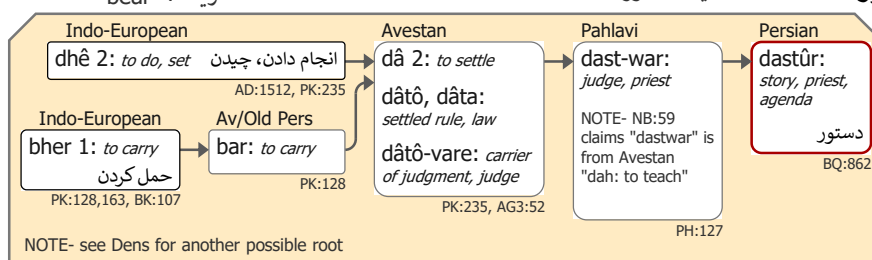 Indo-European
dhê 2: to do, set انجام دادن، چیدن
AD:1512, PK:235
Indo-European
bher 1: to carry
حمل کردن
PK:128,163, BK:107
Av/Old Pers
bar: to carry
PK:128
Avestan
dâ 2: to settle
dâtô, dâta:
settled rule, law
dâtô-vare: carrier
of judgment, judge
PK:235, AG3:52
Pahlavi
dast-war:
judge, priest
NOTE- NB:59
claims "dastwar" is
from Avestan
"dah: to teach"
PH:127
Persian
dastûr:
story, priest,
agenda
دستور
BQ:862
NOTE- see Dens for another possible root